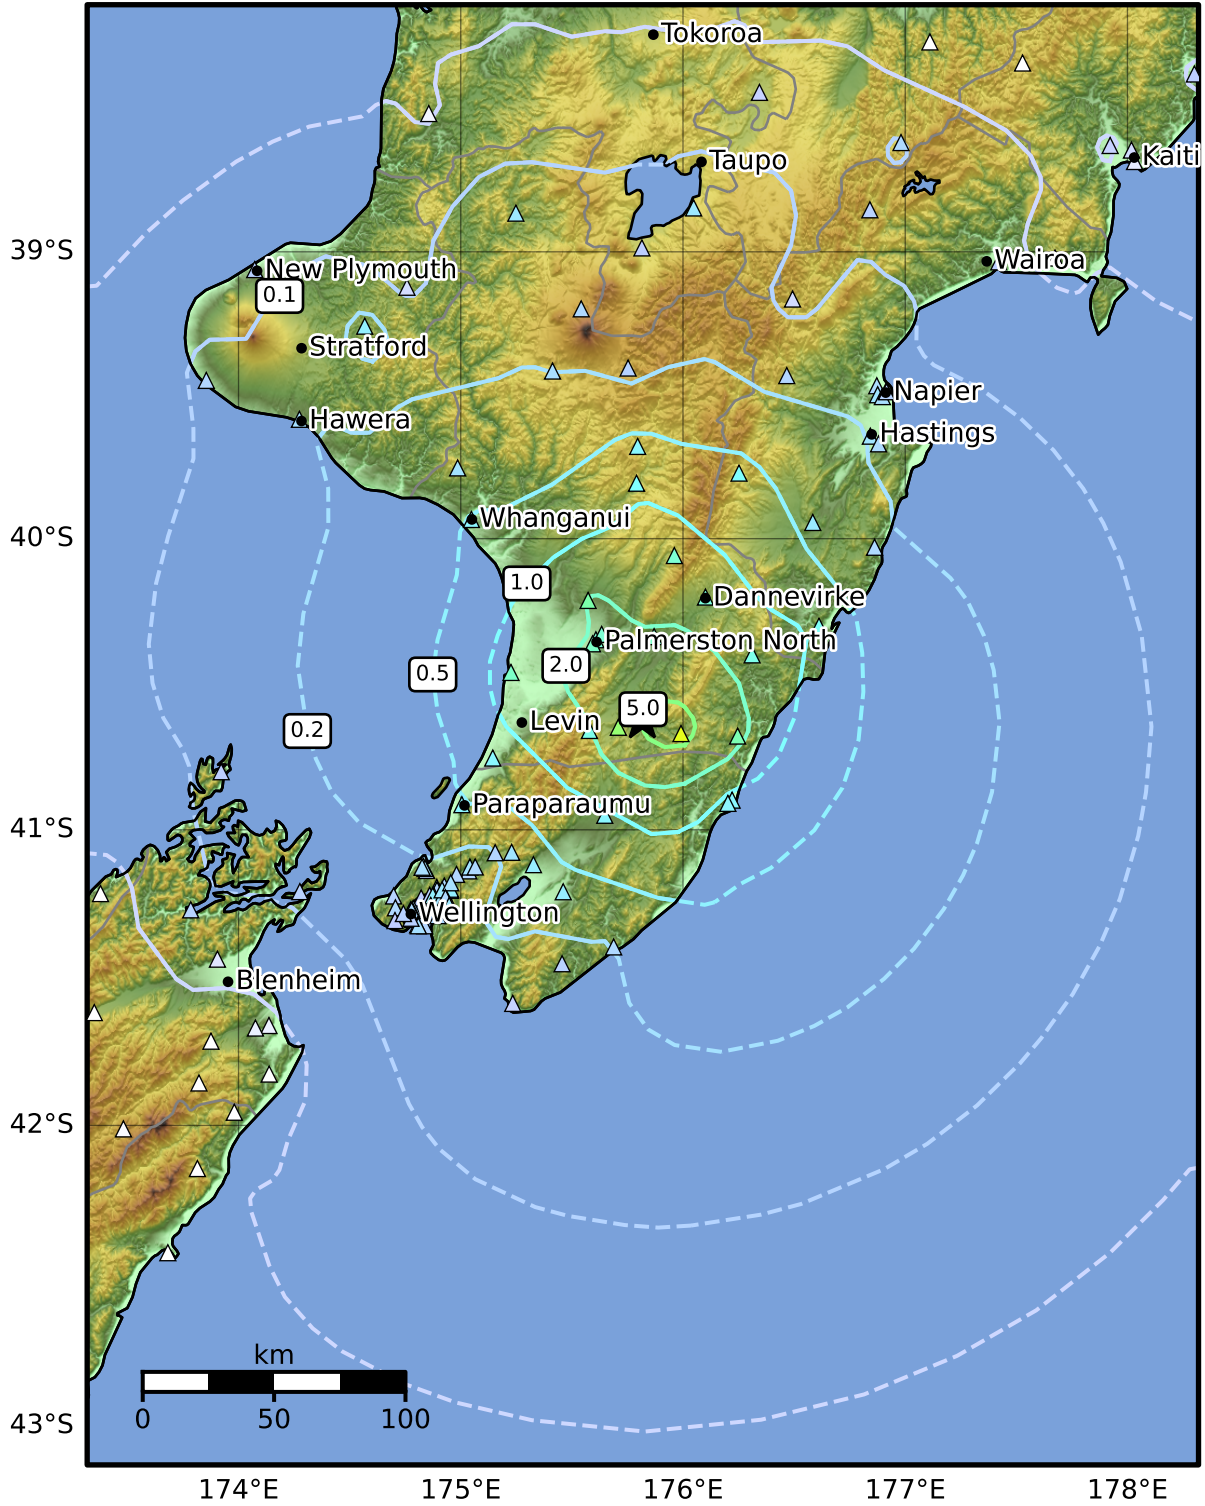 Tokoroa
Kaiti
Taupo
39°S
Wairoa
New Plymouth
0.1
Stratford
Napier
Hawera
Hastings
Whanganui
40°S
1.0
Dannevirke
Palmerston North
2.0
0.5
5.0
Levin
0.2
Paraparaumu
41°S
Wellington
Blenheim
42°S
km
0 50 100
43°S
174°E 175°E 176°E 177°E 178°E